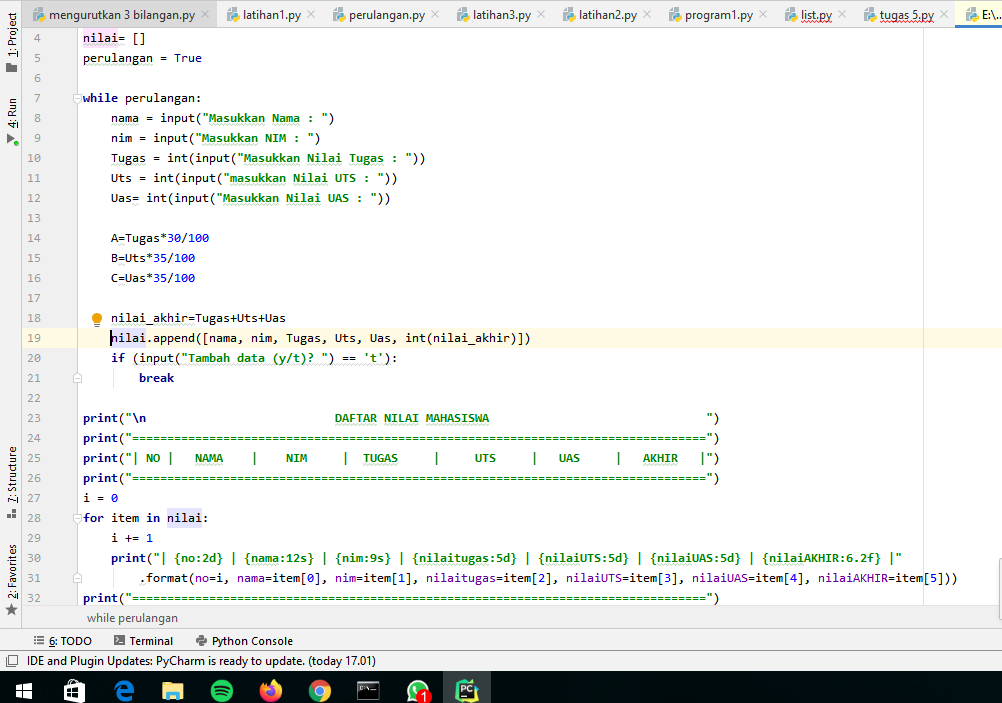 mengurutkan 3 bilangan.py latihan1.py perulangan.py latihan3.py latihan2.py program1.py list.py tugas 5.py E:\...
1: Project
4: Run
7: Structure
2: Favorites
4 nilai= []
5 perulangan = True
6
7 while perulangan:
8     nama = input("Masukkan Nama : ")
9     nim = input("Masukkan NIM : ")
10     Tugas = int(input("Masukkan Nilai Tugas : "))
11     Uts = int(input("masukkan Nilai UTS : "))
12     Uas= int(input("Masukkan Nilai UAS : "))
13
14     A=Tugas*30/100
15     B=Uts*35/100
16     C=Uas*35/100
17
18     nilai_akhir=Tugas+Uts+Uas
19     nilai.append([nama, nim, Tugas, Uts, Uas, int(nilai_akhir)])
20     if (input("Tambah data (y/t)? ") == 't'):
21         break
22
23 print("\n                           DAFTAR NILAI MAHASISWA                               ")
24 print("==================================================================================")
25 print("| NO |   NAMA    |    NIM     |  TUGAS     |     UTS     |   UAS     |   AKHIR   |")
26 print("==================================================================================")
27 i = 0
28 for item in nilai:
29     i += 1
30     print("| {no:2d} | {nama:12s} | {nim:9s} | {nilaitugas:5d} | {nilaiUTS:5d} | {nilaiUAS:5d} | {nilaiAKHIR:6.2f} |"
31         .format(no=i, nama=item[0], nim=item[1], nilaitugas=item[2], nilaiUTS=item[3], nilaiUAS=item[4], nilaiAKHIR=item[5]))
32 print("==================================================================================")
while perulangan
6: TODO Terminal Python Console
IDE and Plugin Updates: PyCharm is ready to update. (today 17.01)
1
PC